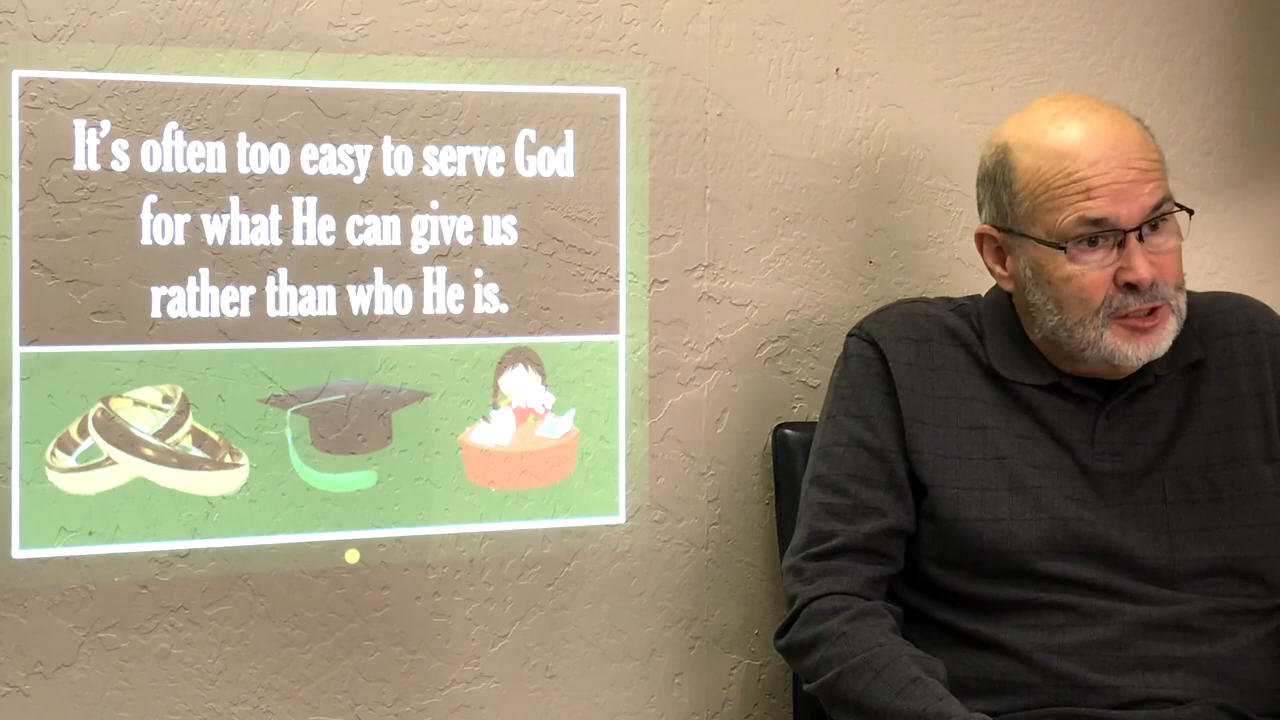 It's often too easy to serve God
for what He can give us
rather than who He is.